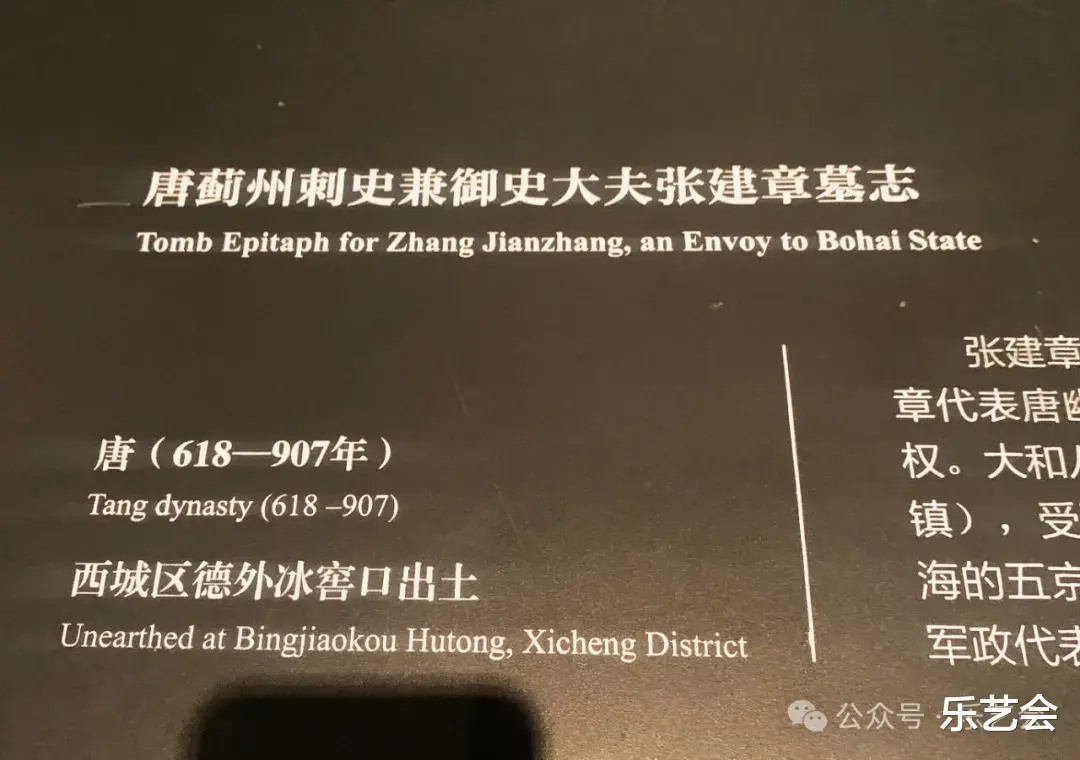 唐蓟州刺史兼御史大夫张建章墓志
Tomb Epitaph for Zhang Jianzhang, an Envoy to Bohai State
唐（618—907年）
Tang dynasty (618 –907)
西城区德外冰窖口出土
Unearthed at Bingjiaokou Hutong, Xicheng District
张建章
章代表唐幽
权。大和
镇），受
海的五京
军政代表
公众号·乐艺会